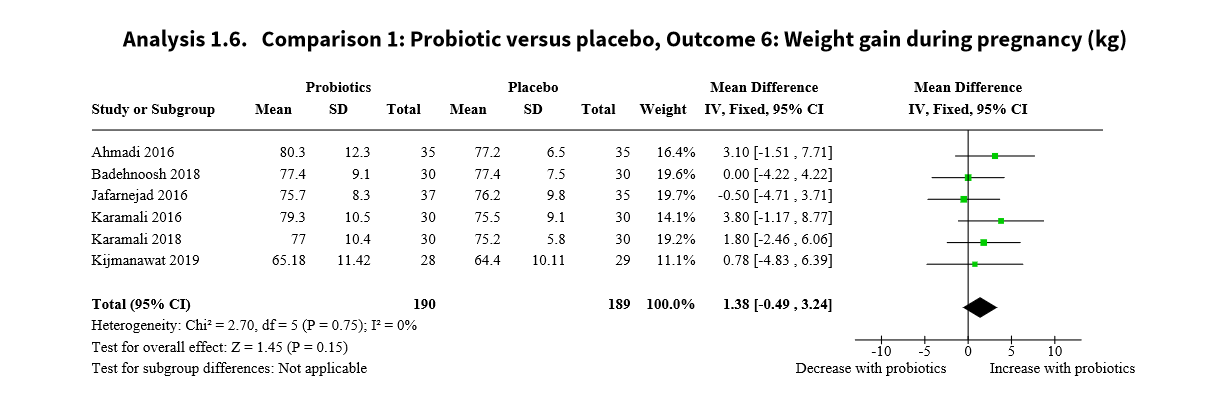 Analysis 1.6. Comparison 1: Probiotic versus placebo, Outcome 6: Weight gain during pregnancy (kg)
Probiotics Placebo Mean Difference Mean Difference
Study or Subgroup Mean SD Total Mean SD Total Weight IV, Fixed, 95% CI IV, Fixed, 95% CI
Ahmadi 2016 80.3 12.3 35 77.2 6.5 35 16.4% 3.10 [-1.51 , 7.71]
Badehnoosh 2018 77.4 9.1 30 77.4 7.5 30 19.6% 0.00 [-4.22 , 4.22]
Jafarnejad 2016 75.7 8.3 37 76.2 9.8 35 19.7% -0.50 [-4.71 , 3.71]
Karamali 2016 79.3 10.5 30 75.5 9.1 30 14.1% 3.80 [-1.17 , 8.77]
Karamali 2018 77 10.4 30 75.2 5.8 30 19.2% 1.80 [-2.46 , 6.06]
Kijmanawat 2019 65.18 11.42 28 64.4 10.11 29 11.1% 0.78 [-4.83 , 6.39]
Total (95% CI) 190 189 100.0% 1.38 [-0.49 , 3.24]
Heterogeneity: Chi² = 2.70, df = 5 (P = 0.75); I² = 0%
Test for overall effect: Z = 1.45 (P = 0.15)
Test for subgroup differences: Not applicable
-10 -5 0 5 10
Decrease with probiotics Increase with probiotics